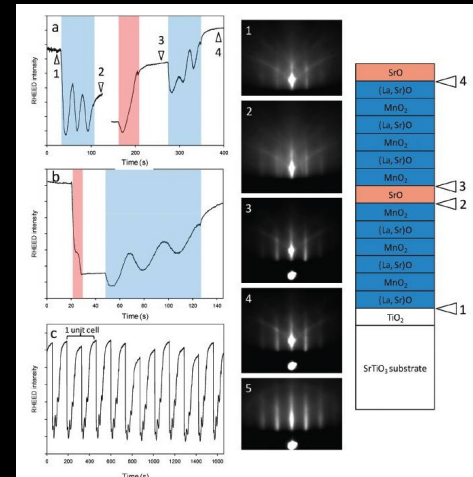 a
RHEED intensity
1
2
3
4
0
100
200
300
400
Time (s)
b
RHEED intensity
20
40
60
80
100
120
140
Time (s)
c
1 unit cell
RHEED intensity
0
200
400
600
800
1000
1200
1400
1600
Time (s)
1
2
3
4
5
SrO
(La, Sr)O
MnO₂
(La, Sr)O
MnO₂
(La, Sr)O
MnO₂
SrO
MnO₂
(La, Sr)O
MnO₂
(La, Sr)O
MnO₂
(La, Sr)O
TiO₂
SrTiO₃ substrate
4
3
2
1